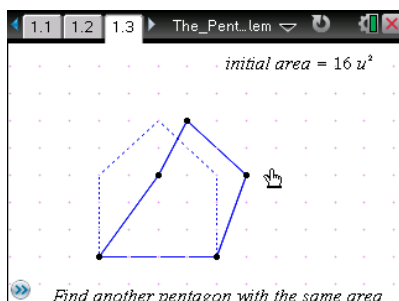 1.1 1.2 1.3 The_Pent...lem
initial area = 16 u²
Find another pentagon with the same area